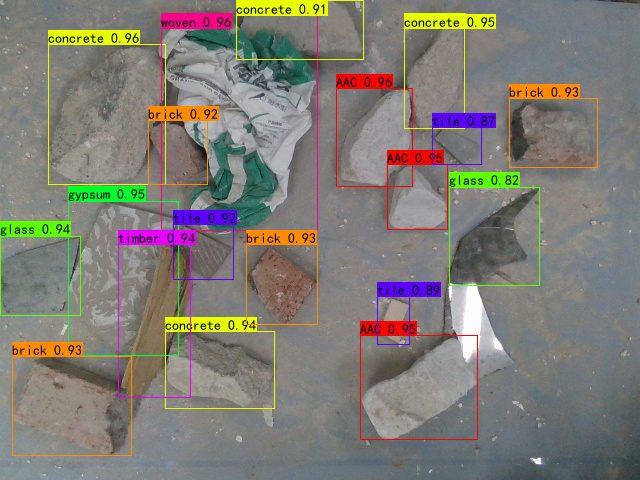 concrete 0.91
woven 0.96
concrete 0.95
concrete 0.96
AAC 0.96
brick 0.93
brick 0.92
tile 0.87
AAC 0.95
glass 0.82
gypsum 0.95
tile 0.92
glass 0.94
timber 0.94
brick 0.93
tile 0.89
concrete 0.94
AAC 0.95
brick 0.93